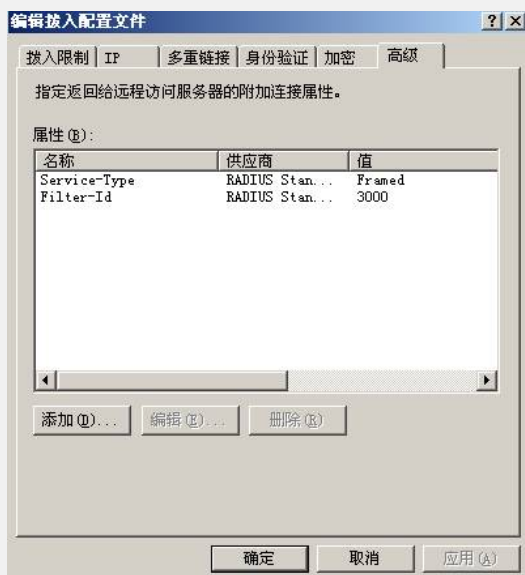 编辑拨入配置文件
拨入限制 IP 多重链接 身份验证 加密 高级
指定返回给远程访问服务器的附加连接属性。
属性(B):
名称 供应商 值
Service-Type RADIUS Stan... Framed
Filter-Id RADIUS Stan... 3000
添加(D)... 编辑(E)... 删除(R)
确定 取消 应用(A)